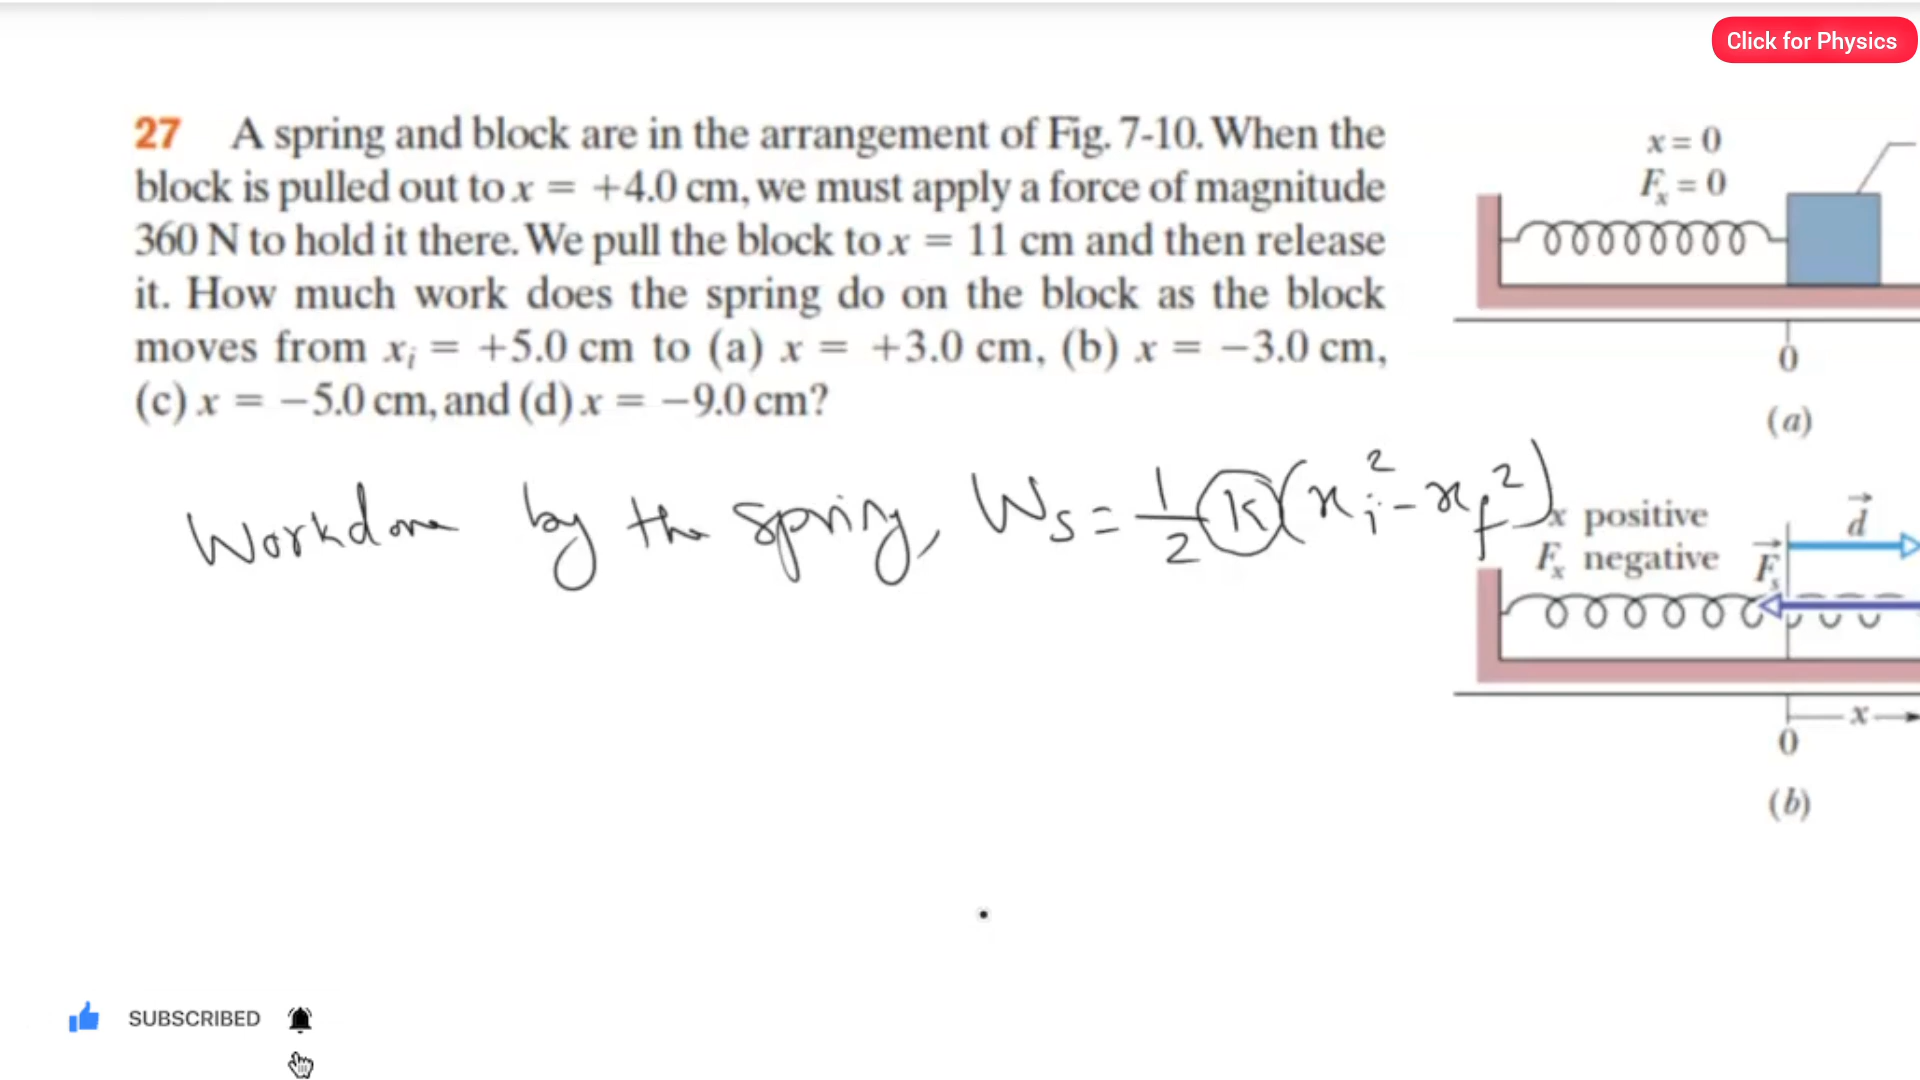 Click for Physics
27 A spring and block are in the arrangement of Fig. 7-10. When the
block is pulled out to x = +4.0 cm, we must apply a force of magnitude
360 N to hold it there. We pull the block to x = 11 cm and then release
it. How much work does the spring do on the block as the block
moves from xᵢ = +5.0 cm to (a) x = +3.0 cm, (b) x = −3.0 cm,
(c) x = −5.0 cm, and (d) x = −9.0 cm?
x = 0
Fₓ = 0
0
(a)
Workdone by the spring, Wₛ = 1/2 k (xᵢ² − x_f²)
x positive
Fₓ negative
F⃗ₛ
d⃗
x
0
(b)
SUBSCRIBED